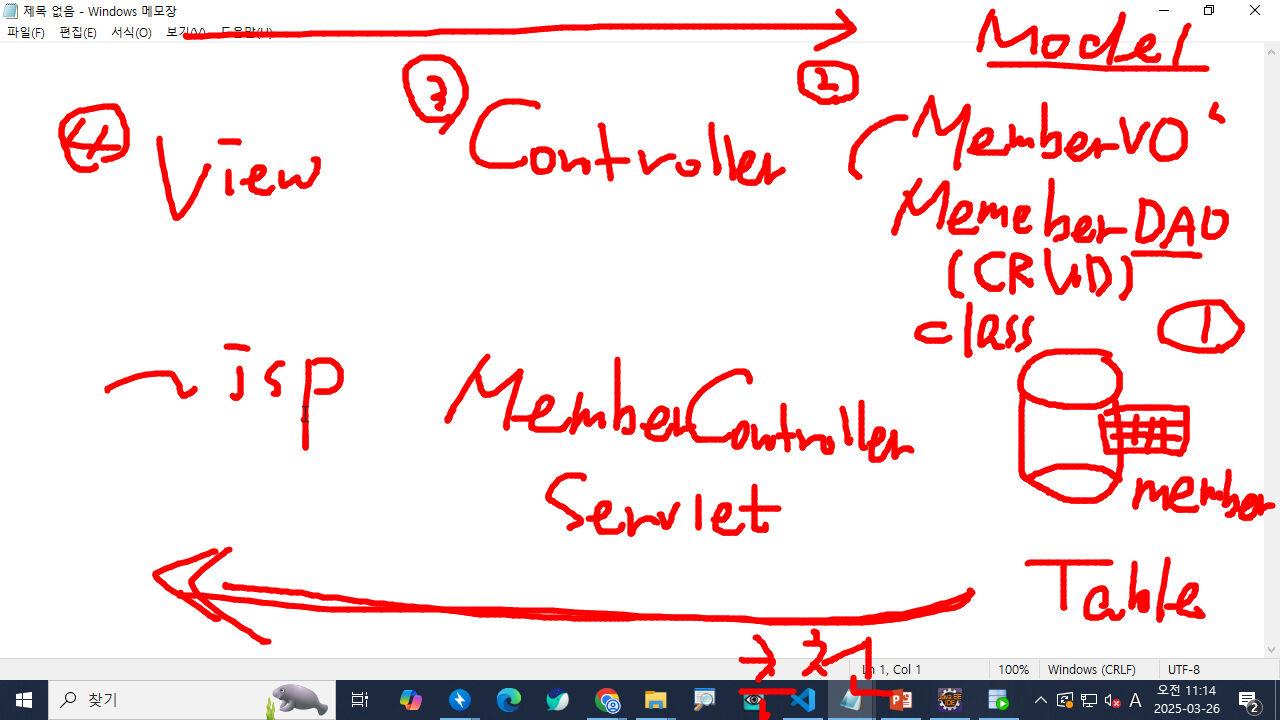 제목 없음 - Windows 메모장
파일(F) 편집(E) 서식(O) 보기(V) 도움말(H)
Model
3 2
4 View Controller MemberVO
MemeberDAO
(CRUD)
class 1
jsp MemberController
Servlet member
Table
Ln 1, Col 1 100% Windows (CRLF) UTF-8
찾기
A 오전 11:14
2025-03-26 2